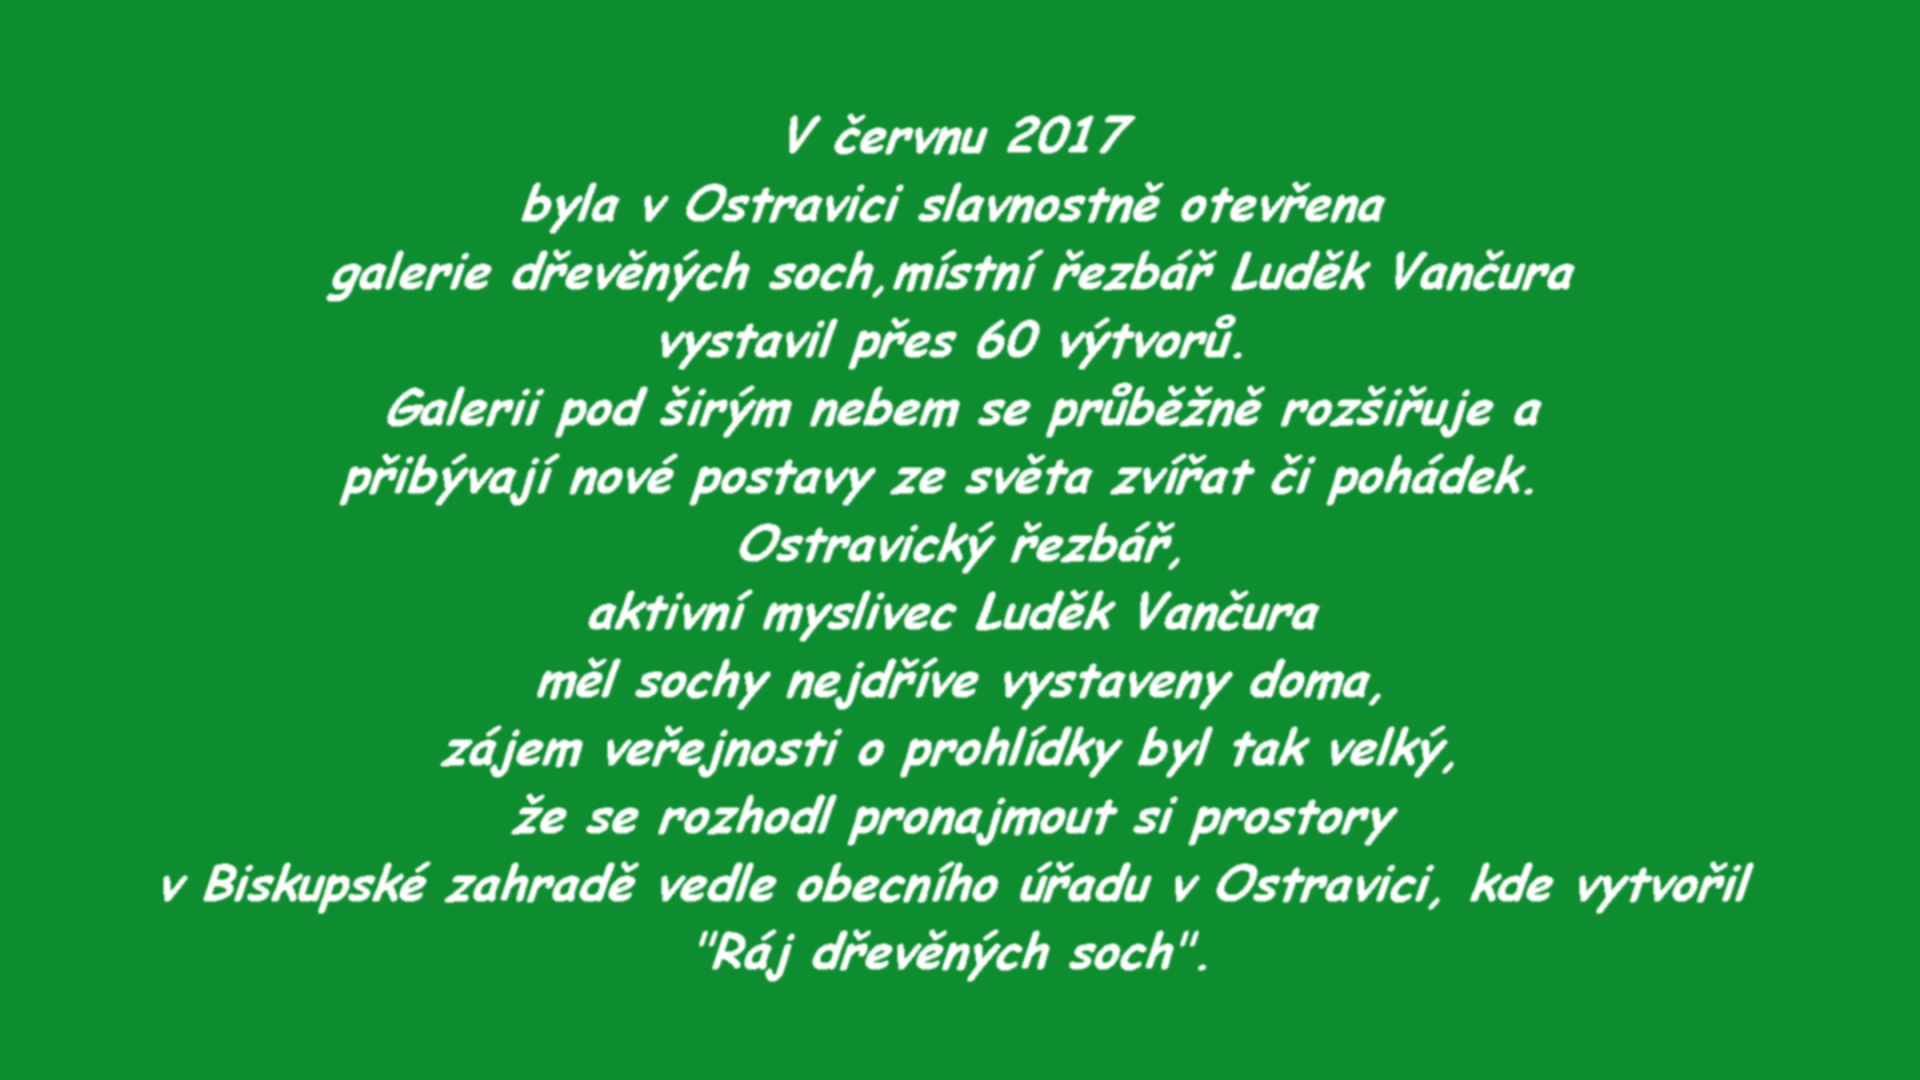 V červnu 2017
byla v Ostravici slavnostně otevřena
galerie dřevěných soch,místní řezbář Luděk Vančura
vystavil přes 60 výtvorů.
Galerii pod širým nebem se průběžně rozšiřuje a
přibývají nové postavy ze světa zvířat či pohádek.
Ostravický řezbář,
aktivní myslivec Luděk Vančura
měl sochy nejdříve vystaveny doma,
zájem veřejnosti o prohlídky byl tak velký,
že se rozhodl pronajmout si prostory
v Biskupské zahradě vedle obecního úřadu v Ostravici, kde vytvořil
"Ráj dřevěných soch".